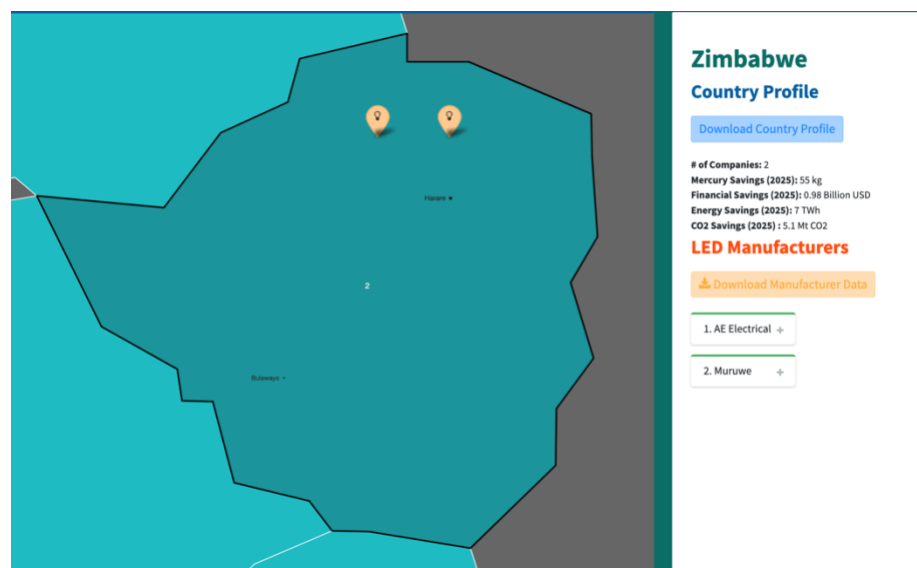 Zimbabwe
Country Profile
Download Country Profile
# of Companies: 2
Mercury Savings (2025): 55 kg
Financial Savings (2025): 0.98 Billion USD
Energy Savings (2025): 7 TWh
CO2 Savings (2025) : 5.1 Mt CO2
LED Manufacturers
Download Manufacturer Data
1. AE Electrical +
2. Muruwe +
Harare
2
Bulawayo